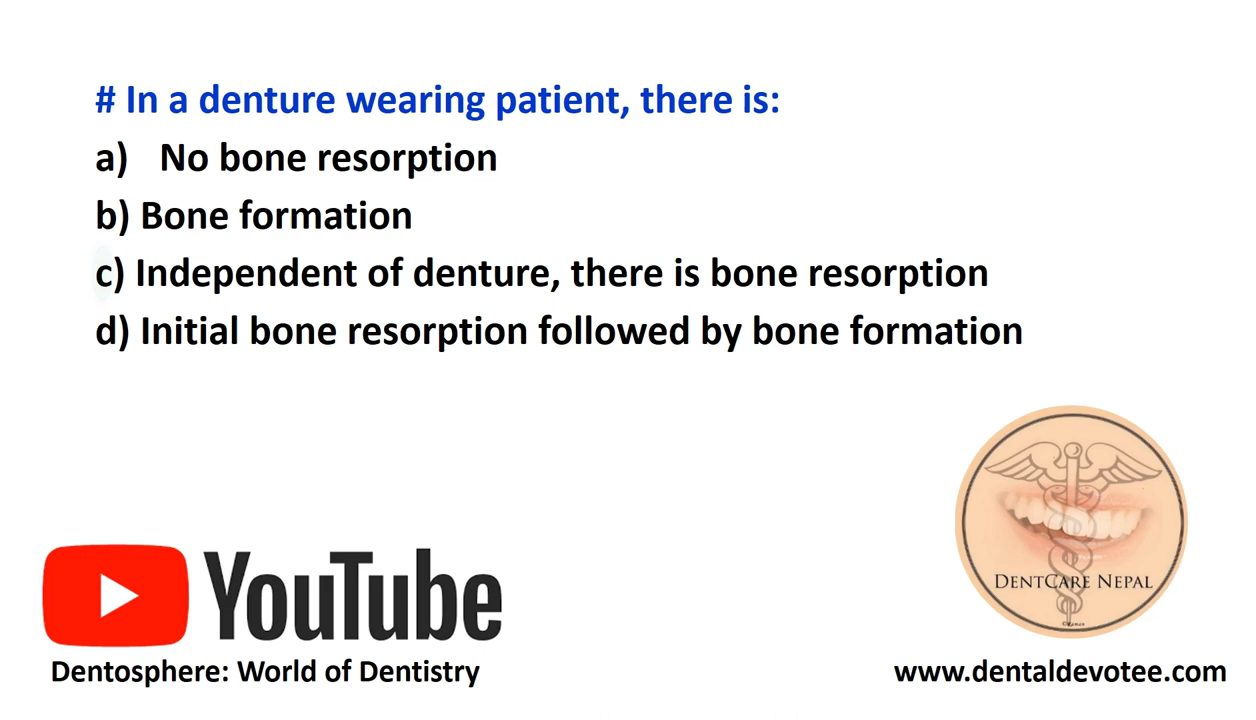 # In a denture wearing patient, there is:
a) No bone resorption
b) Bone formation
c) Independent of denture, there is bone resorption
d) Initial bone resorption followed by bone formation
DENTCARE NEPAL
YouTube
Dentosphere: World of Dentistry
www.dentaldevotee.com